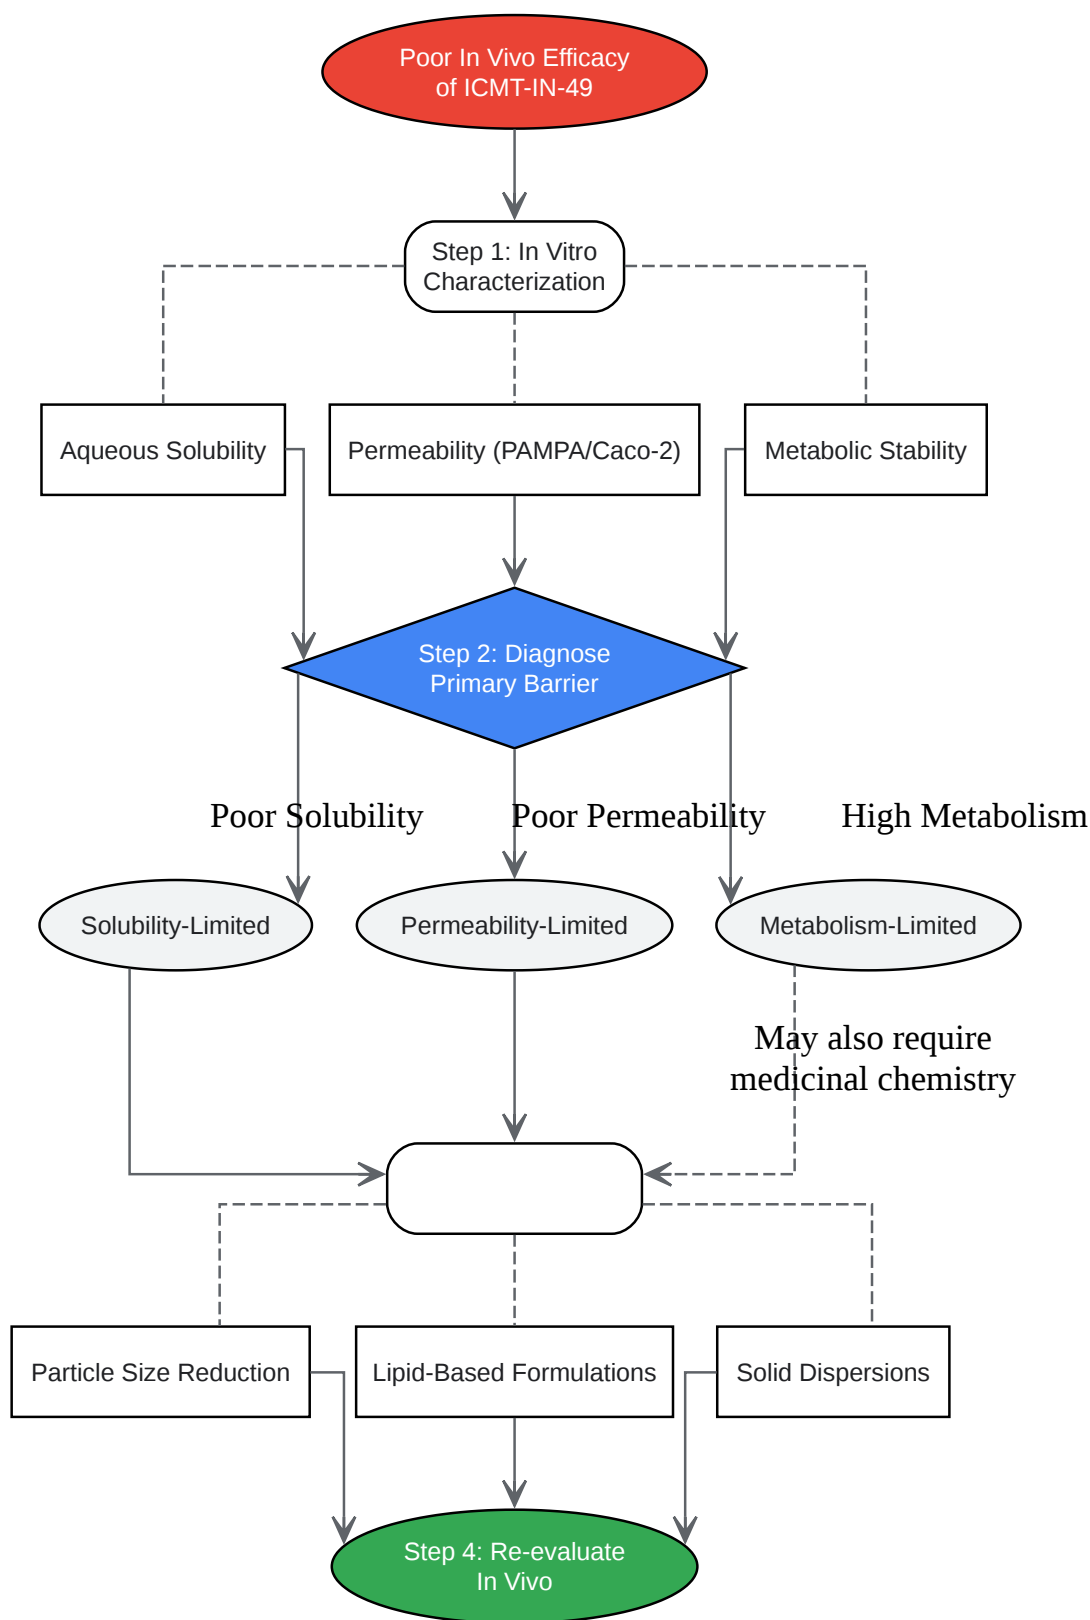 Poor In Vivo Efficacy
of ICMT-IN-49
Step 1: In Vitro
Characterization
Aqueous Solubility
Permeability (PAMPA/Caco-2)
Metabolic Stability
Step 2: Diagnose
Primary Barrier
Poor Solubility
Poor Permeability
High Metabolism
Solubility-Limited
Permeability-Limited
Metabolism-Limited
May also require
medicinal chemistry
Particle Size Reduction
Lipid-Based Formulations
Solid Dispersions
Step 4: Re-evaluate
In Vivo